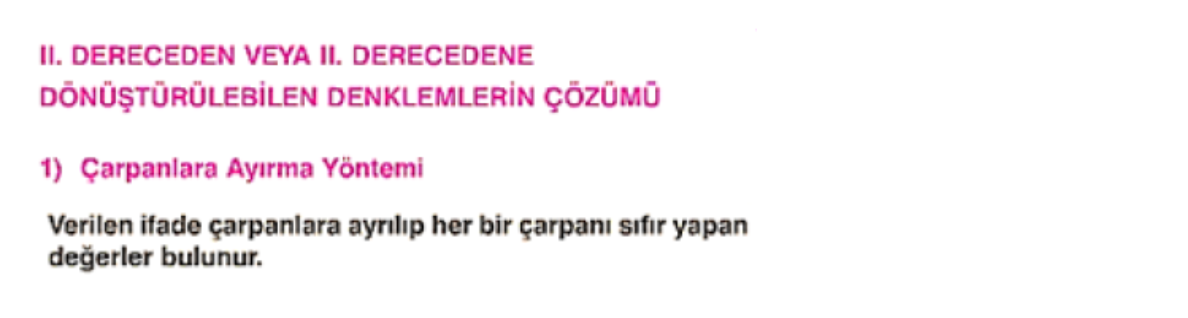 II. DERECEDEN VEYA II. DERECEDENE
DÖNÜŞTÜRÜLEBİLEN DENKLEMLERİN ÇÖZÜMÜ
1) Çarpanlara Ayırma Yöntemi
Verilen ifade çarpanlara ayrılıp her bir çarpanı sıfır yapan
değerler bulunur.